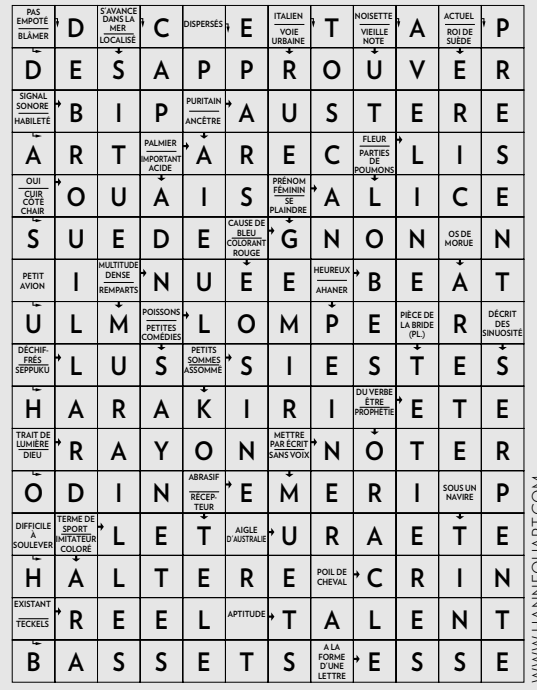 PAS EMPOTÉ BLÂMER D S'AVANCE DANS LA MER LOCALISÉ C DISPERSÉS E ITALIEN VOIE URBAINE T NOISETTE VIEILLE NOTE A ACTUEL ROI DE SUÈDE P
D E S A P P R O U V E R
SIGNAL SONORE HABILETÉ B I P PURITAIN ANCÊTRE A U S T E R E
A R T PALMIER IMPORTANT ACIDE A R E C FLEUR PARTIES DE POUMONS L I S
OUI CUIR CÔTÉ CHAIR O U A I S PRÉNOM FÉMININ SE PLAINDRE A L I C E
S U E D E CAUSE DE BLEU COLORANT ROUGE G N O N OS DE MORUE N
PETIT AVION I MULTITUDE DENSE REMPARTS N U E E HEUREUX AHANER B E A T
U L M POISSONS PETITES COMÉDIES L O M P E PIÈCE DE LA BRIDE (PL.) R DÉCRIT DES SINUOSITÉ
DÉCHIF- FRÉS SEPPUKU L U S PETITS SOMMES ASSOMMÉ S I E S T E S
H A R A K I R I DU VERBE ÊTRE PROPHÉTIE E T E
TRAIT DE LUMIÈRE DIEU R A Y O N METTRE PAR ÉCRIT SANS VOIX N O T E R
O D I N ABRASIF RÉCEP- TEUR E M E R I SOUS UN NAVIRE P
DIFFICILE À SOULEVER TERME DE SPORT IMITATEUR COLORÉ L E T AIGLE D'AUSTRALIE U R A E T E
H A L T E R E POIL DE CHEVAL C R I N
EXISTANT TECKELS R E E L APTITUDE T A L E N T
B A S S E T S A LA FORME D'UNE LETTRE E S S E